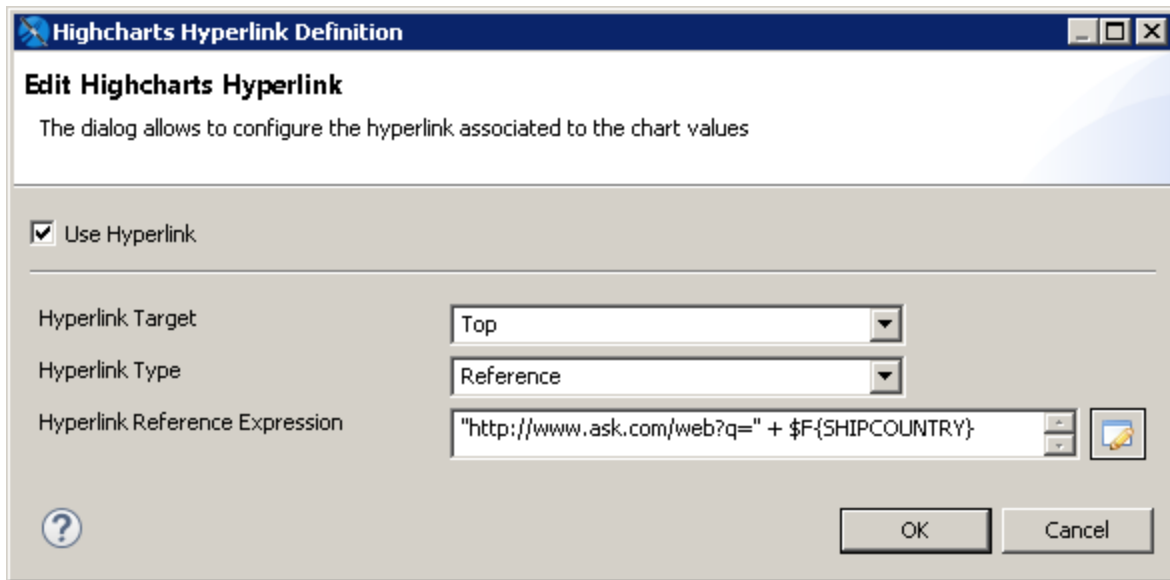 Highcharts Hyperlink Definition
Edit Highcharts Hyperlink
The dialog allows to configure the hyperlink associated to the chart values
Use Hyperlink
Hyperlink Target Top
Hyperlink Type Reference
Hyperlink Reference Expression "http://www.ask.com/web?q=" + $F{SHIPCOUNTRY}
? OK Cancel